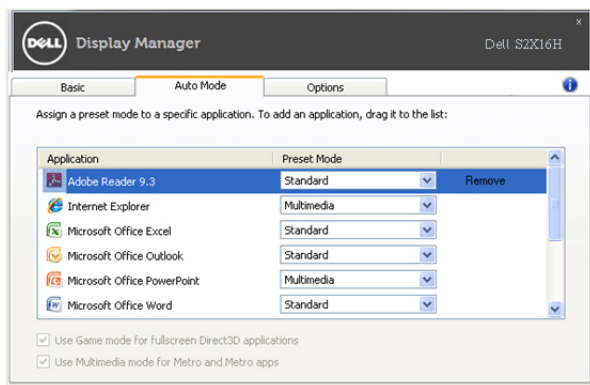 DELL Display Manager Dell S2X16H
Basic Auto Mode Options
Assign a preset mode to a specific application. To add an application, drag it to the list:
Application Preset Mode
Adobe Reader 9.3 Standard Remove
Internet Explorer Multimedia
Microsoft Office Excel Standard
Microsoft Office Outlook Standard
Microsoft Office PowerPoint Multimedia
Microsoft Office Word Standard
Use Game mode for fullscreen Direct3D applications
Use Multimedia mode for Metro and Metro apps